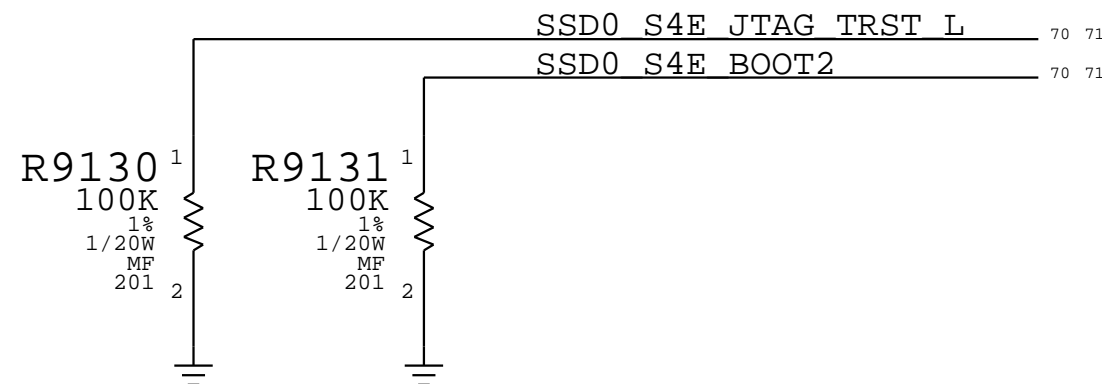 SSD0_S4E_JTAG_TRST_L 70 71
SSD0_S4E_BOOT2 70 71
R9130 1
100K
1%
1/20W
MF
201 2
R9131 1
100K
1%
1/20W
MF
201 2